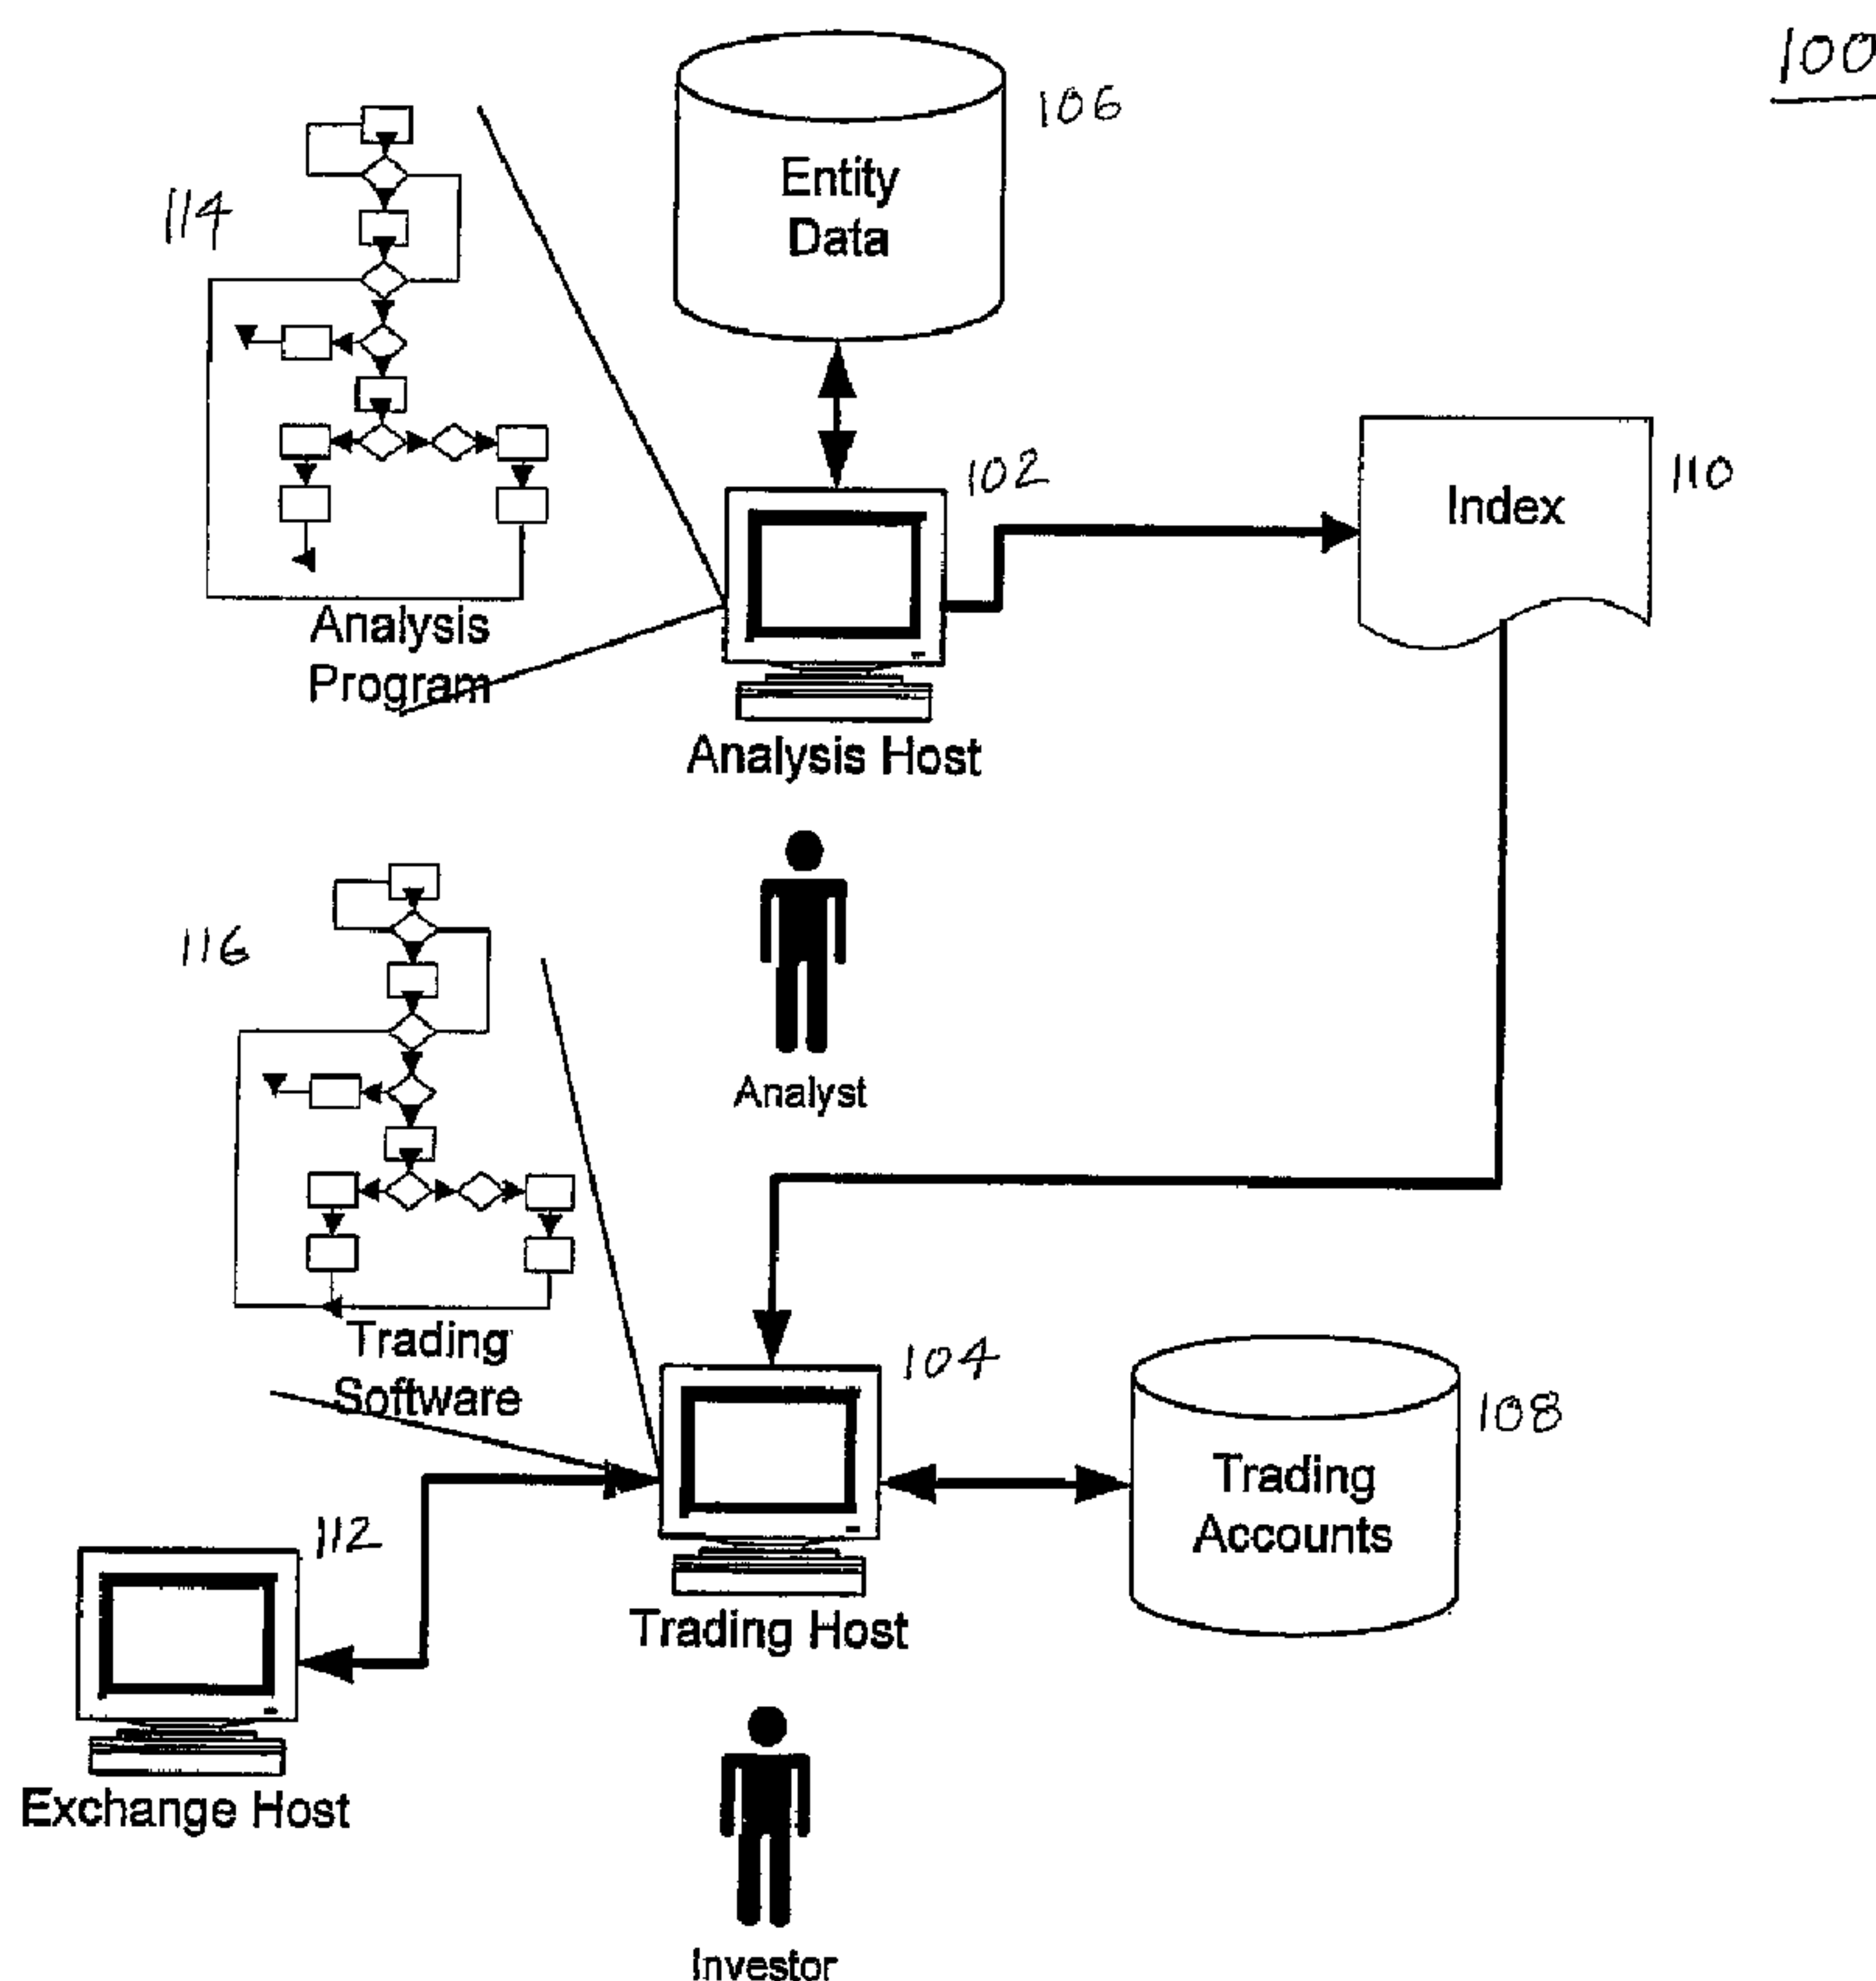 100
106
Entity
Data
114
102
110
Index
Analysis
Program
Analysis Host
116
Analyst
104
108
Trading
Software
Trading
Accounts
112
Trading Host
Exchange Host
Investor